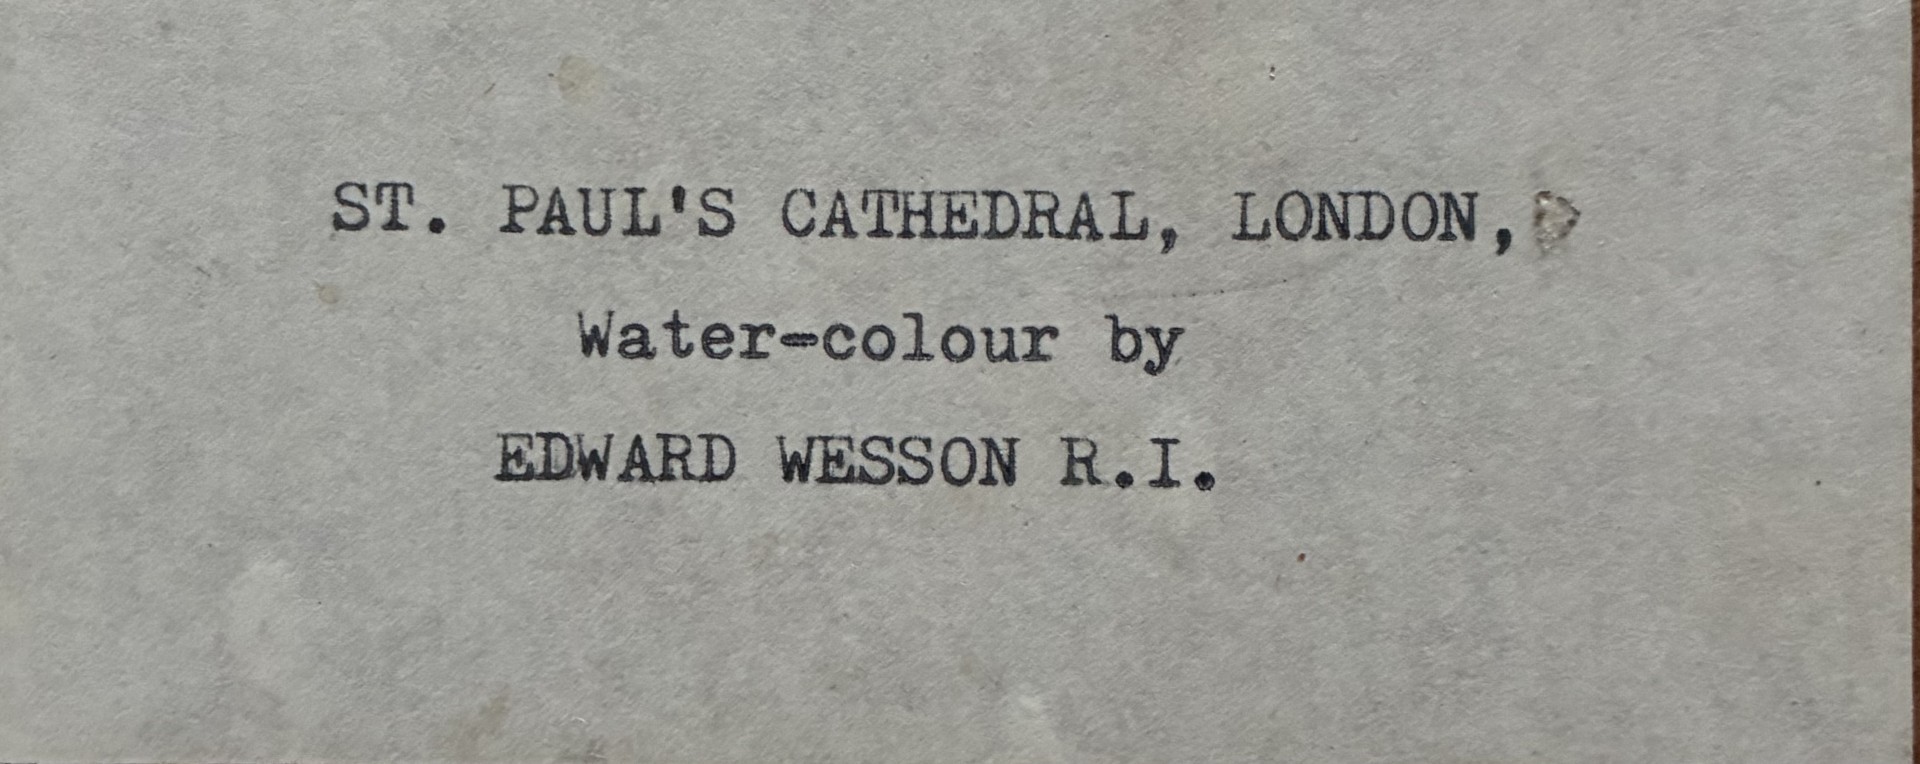 ST. PAUL'S CATHEDRAL, LONDON,
Water-colour by
EDWARD WESSON R.I.